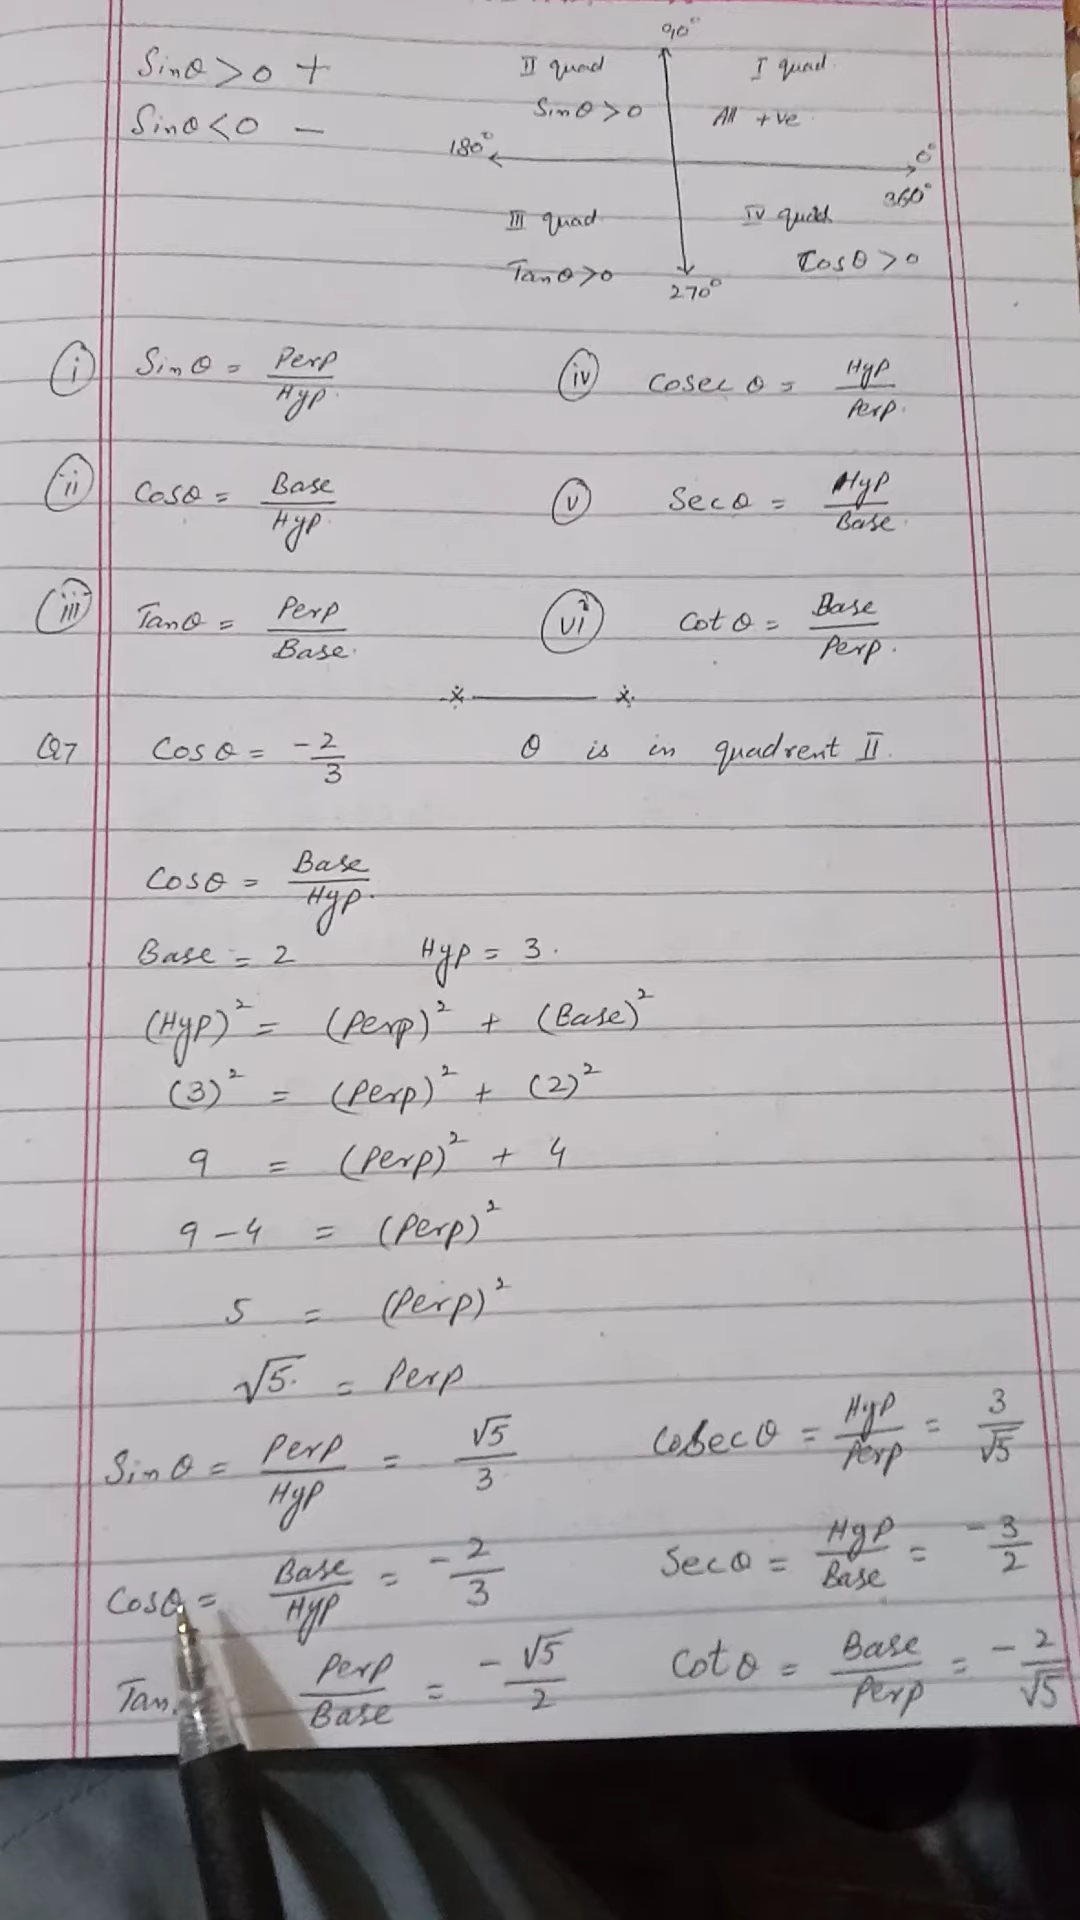 Sinθ>0 +
Sinθ<0 -
90°
II quad
I quad
Sinθ>0
All +ve
180°
0°
360°
III quad
IV quad
Tanθ>0
Cosθ>0
270°
(i) Sinθ = Perp/Hyp.
(iv) Cosecθ = Hyp/Perp.
(ii) Cosθ = Base/Hyp.
(v) Secθ = Hyp/Base.
(iii) Tanθ = Perp/Base.
(vi) Cotθ = Base/Perp.
Q7 Cosθ = -2/3 θ is in quadrent II.
Cosθ = Base/Hyp.
Base = 2 Hyp = 3.
(Hyp)² = (Perp)² + (Base)²
(3)² = (Perp)² + (2)²
9 = (Perp)² + 4
9-4 = (Perp)²
5 = (Perp)²
√5. = Perp
Sinθ = Perp/Hyp = √5/3 Cosecθ = Hyp/Perp = 3/√5
Cosθ = Base/Hyp = -2/3 Secθ = Hyp/Base = -3/2
Tan Perp/Base = -√5/2 Cotθ = Base/Perp = -2/√5